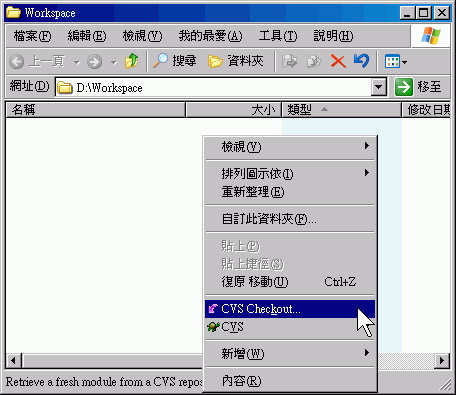 Workspace
檔案(F) 編輯(E) 檢視(V) 我的最愛(A) 工具(T) 說明(H)
上一頁 搜尋 資料夾
網址(D) D:\Workspace 移至
名稱 大小 類型 修改日期
檢視(V)
排列圖示依(I)
重新整理(E)
自訂此資料夾(F)...
貼上(P)
貼上捷徑(S)
復原 移動(U) Ctrl+Z
CVS Checkout...
CVS
新增(W)
內容(R)
Retrieve a fresh module from a CVS repos